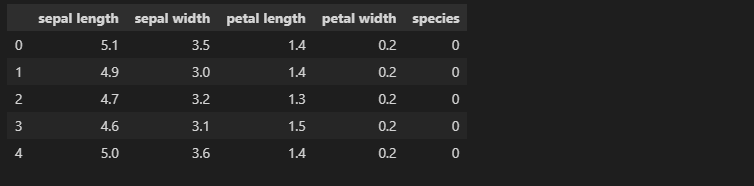 sepal length sepal width petal length petal width species
0 5.1 3.5 1.4 0.2 0
1 4.9 3.0 1.4 0.2 0
2 4.7 3.2 1.3 0.2 0
3 4.6 3.1 1.5 0.2 0
4 5.0 3.6 1.4 0.2 0